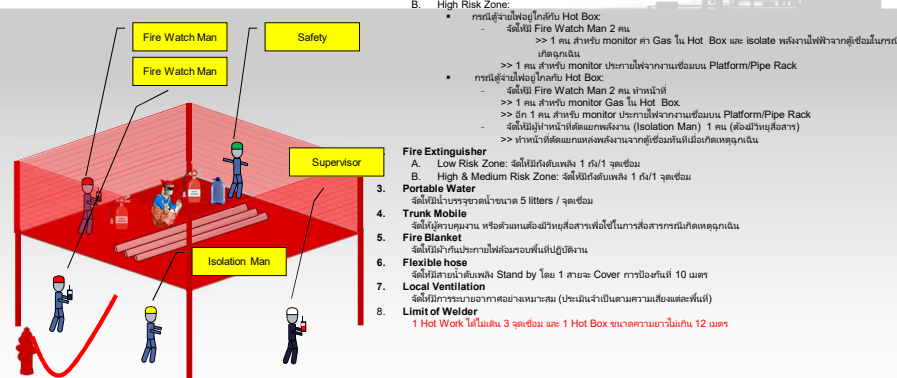 Fire Watch Man
Safety
Fire Watch Man
Supervisor
Isolation Man
B. High Risk Zone:
▪ กรณีตู้จ่ายไฟอยู่ใกล้กับ Hot Box:
- จัดให้มี Fire Watch Man 2 คน
>> 1 คน สำหรับ monitor ค่า Gas ใน Hot Box และ isolate พลังงานไฟฟ้าจากตู้เชื่อมในกรณี
เกิดฉุกเฉิน
>> 1 คน สำหรับ monitor ประกายไฟจากงานเชื่อมบน Platform/Pipe Rack
▪ กรณีตู้จ่ายไฟอยู่ไกลกับ Hot Box:
- จัดให้มี Fire Watch Man 2 คน ทำหน้าที่
>> 1 คน สำหรับ monitor Gas ใน Hot Box.
>> อีก 1 คน สำหรับ monitor ประกายไฟจากงานเชื่อมบน Platform/Pipe Rack
- จัดให้มีผู้ทำหน้าที่ตัดแยกพลังงาน (Isolation Man) 1 คน (ต้องมีวิทยุสื่อสาร)
>> ทำหน้าที่ตัดแยกแหล่งพลังงานจากตู้เชื่อมทันทีเมื่อเกิดเหตุฉุกเฉิน
Fire Extinguisher
A. Low Risk Zone: จัดให้มีถังดับเพลิง 1 ถัง/1 จุดเชื่อม
B. High & Medium Risk Zone: จัดให้มีถังดับเพลิง 1 ถัง/1 จุดเชื่อม
3. Portable Water
จัดให้มีน้ำบรรจุขวดน้ำขนาด 5 litters / จุดเชื่อม
4. Trunk Mobile
จัดให้ผู้ควบคุมงาน หรือตัวแทนต้องมีวิทยุสื่อสารเพื่อใช้ในการสื่อสารกรณีเกิดเหตุฉุกเฉิน
5. Fire Blanket
จัดให้มีผ้ากันประกายไฟล้อมรอบพื้นที่ปฏิบัติงาน
6. Flexible hose
จัดให้มีสายน้ำดับเพลิง Stand by โดย 1 สายจะ Cover การป้องกันที่ 10 เมตร
7. Local Ventilation
จัดให้มีการระบายอากาศอย่างเหมาะสม (ประเมินจำเป็นตามความเสี่ยงแต่ละพื้นที่)
8. Limit of Welder
1 Hot Work ได้ไม่เกิน 3 จุดเชื่อม และ 1 Hot Box ขนาดความยาวไม่เกิน 12 เมตร